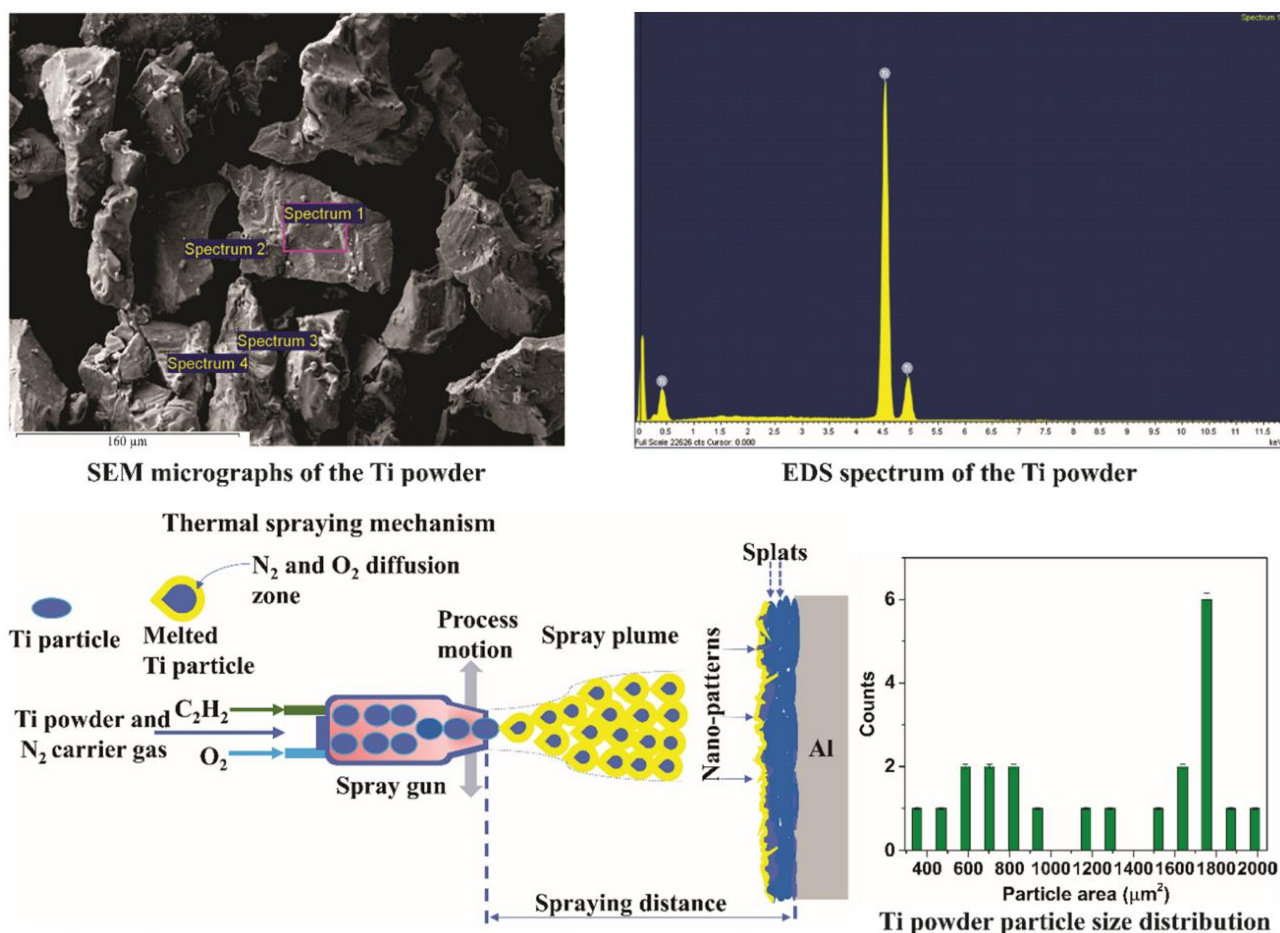 Spectrum 1
Spectrum 2
Spectrum 3
Spectrum 4
160 µm
SEM micrographs of the Ti powder
Spectrum 1
Ti
Ti
Ti
0 0.5 1 1.5 2 2.5 3 3.5 4 4.5 5 5.5 6 6.5 7 7.5 8 8.5 9 9.5 10 10.5 11 11.5
Full Scale 22626 cts Cursor: 0.000
keV
EDS spectrum of the Ti powder
Thermal spraying mechanism
N₂ and O₂ diffusion
zone
Ti particle
Melted
Ti particle
Process
motion
Spray plume
Splats
C₂H₂
Ti powder and
N₂ carrier gas
O₂
Spray gun
Nano-patterns
Al
Spraying distance
Counts
6
4
2
0
400 600 800 1000 1200 1400 1600 1800 2000
Particle area (µm²)
Ti powder particle size distribution